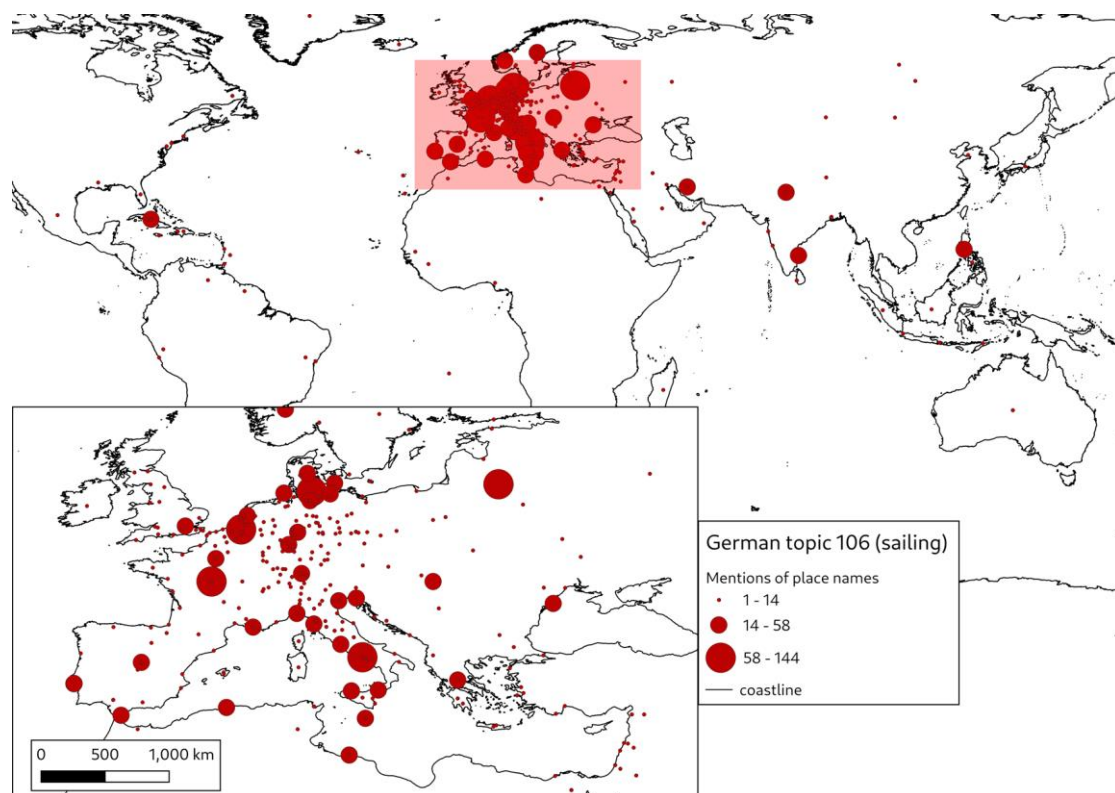 German topic 106 (sailing)
Mentions of place names
1 - 14
14 - 58
58 - 144
coastline
0 500 1,000 km